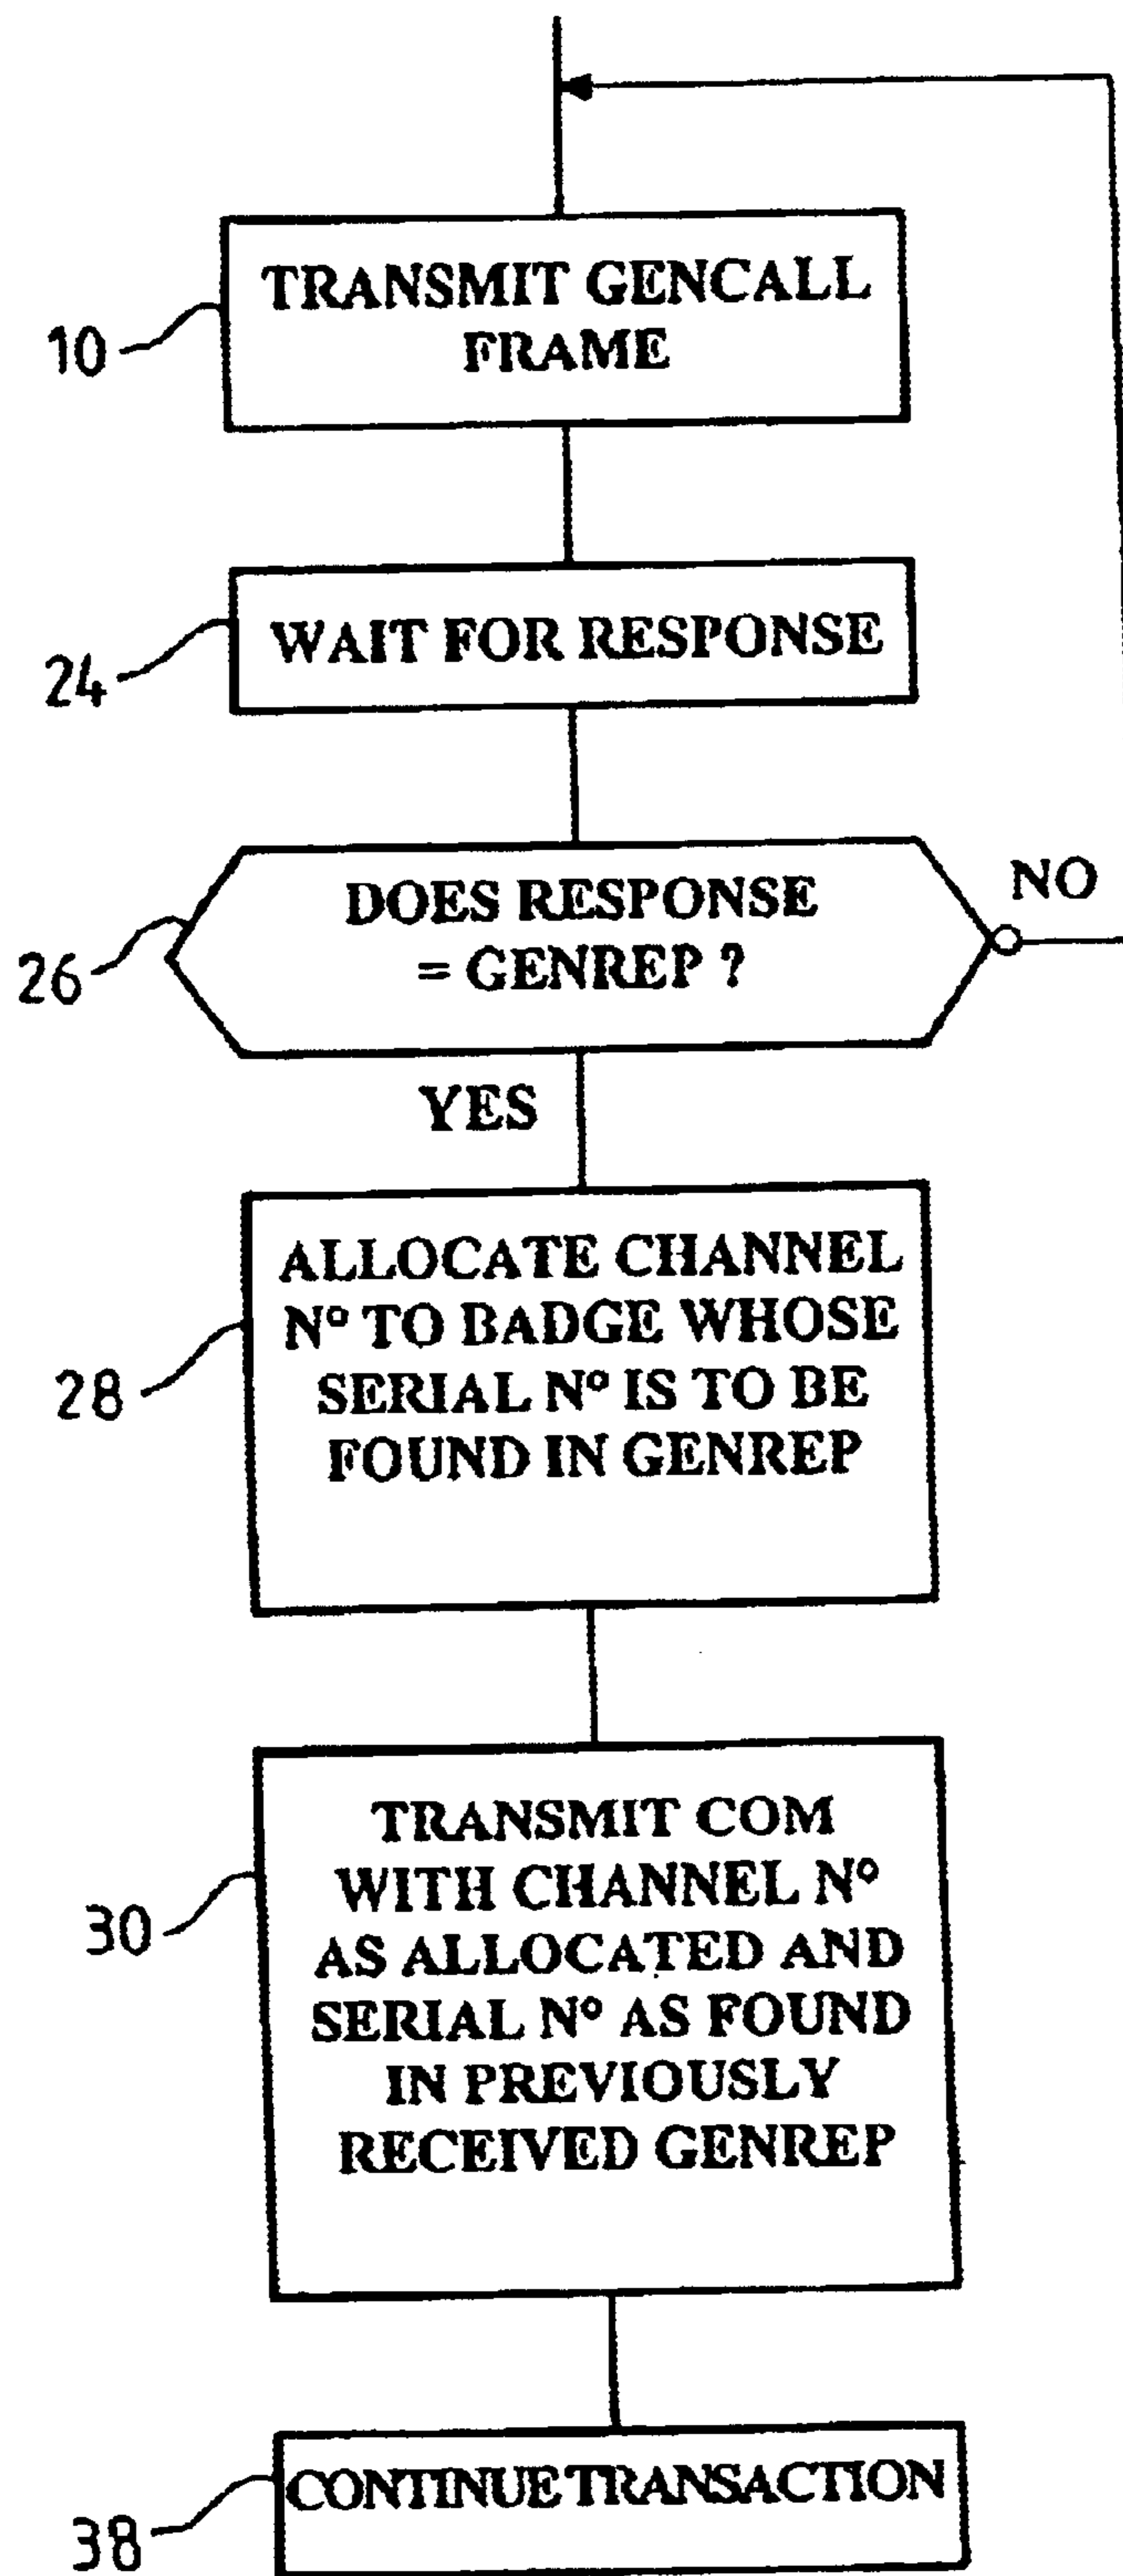 TRANSMIT GENCALL
FRAME
10
WAIT FOR RESPONSE
24
DOES RESPONSE
= GENREP ?
NO
26
YES
ALLOCATE CHANNEL
N° TO BADGE WHOSE
SERIAL N° IS TO BE
FOUND IN GENREP
28
TRANSMIT COM
WITH CHANNEL N°
AS ALLOCATED AND
SERIAL N° AS FOUND
IN PREVIOUSLY
RECEIVED GENREP
30
CONTINUE TRANSACTION
38